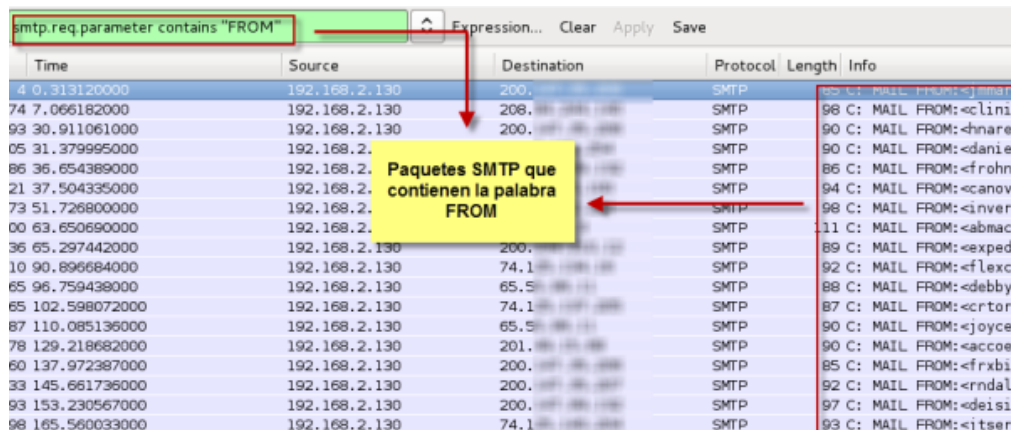 smtp.req.parameter contains "FROM" Expression... Clear Apply Save
Time Source Destination Protocol Length Info
4 0.313120000 192.168.2.130 200. SMTP 85 C: MAIL FROM:<jmmar
74 7.066182000 192.168.2.130 208. SMTP 98 C: MAIL FROM:<clini
93 30.911061000 192.168.2.130 200. SMTP 90 C: MAIL FROM:<hnare
05 31.379995000 192.168.2. SMTP 90 C: MAIL FROM:<danie
86 36.654389000 192.168.2. SMTP 86 C: MAIL FROM:<frohn
21 37.504335000 192.168.2. SMTP 94 C: MAIL FROM:<canov
73 51.726800000 192.168.2. SMTP 98 C: MAIL FROM:<inver
00 63.650690000 192.168.2. SMTP 111 C: MAIL FROM:<abmac
36 65.297442000 192.168.2.130 200. SMTP 89 C: MAIL FROM:<exped
10 90.896684000 192.168.2.130 74.1 SMTP 92 C: MAIL FROM:<flexc
65 96.759438000 192.168.2.130 65.5 SMTP 88 C: MAIL FROM:<debby
65 102.598072000 192.168.2.130 74.1 SMTP 87 C: MAIL FROM:<crtor
87 110.085136000 192.168.2.130 65.5 SMTP 90 C: MAIL FROM:<joyce
78 129.218682000 192.168.2.130 201. SMTP 90 C: MAIL FROM:<accoe
60 137.972387000 192.168.2.130 200. SMTP 85 C: MAIL FROM:<frxbi
33 145.661736000 192.168.2.130 200. SMTP 92 C: MAIL FROM:<rndal
93 153.230567000 192.168.2.130 200. SMTP 97 C: MAIL FROM:<deisi
98 165.560033000 192.168.2.130 74.1 SMTP 93 C: MAIL FROM:<itser
Paquetes SMTP que
contienen la palabra
FROM